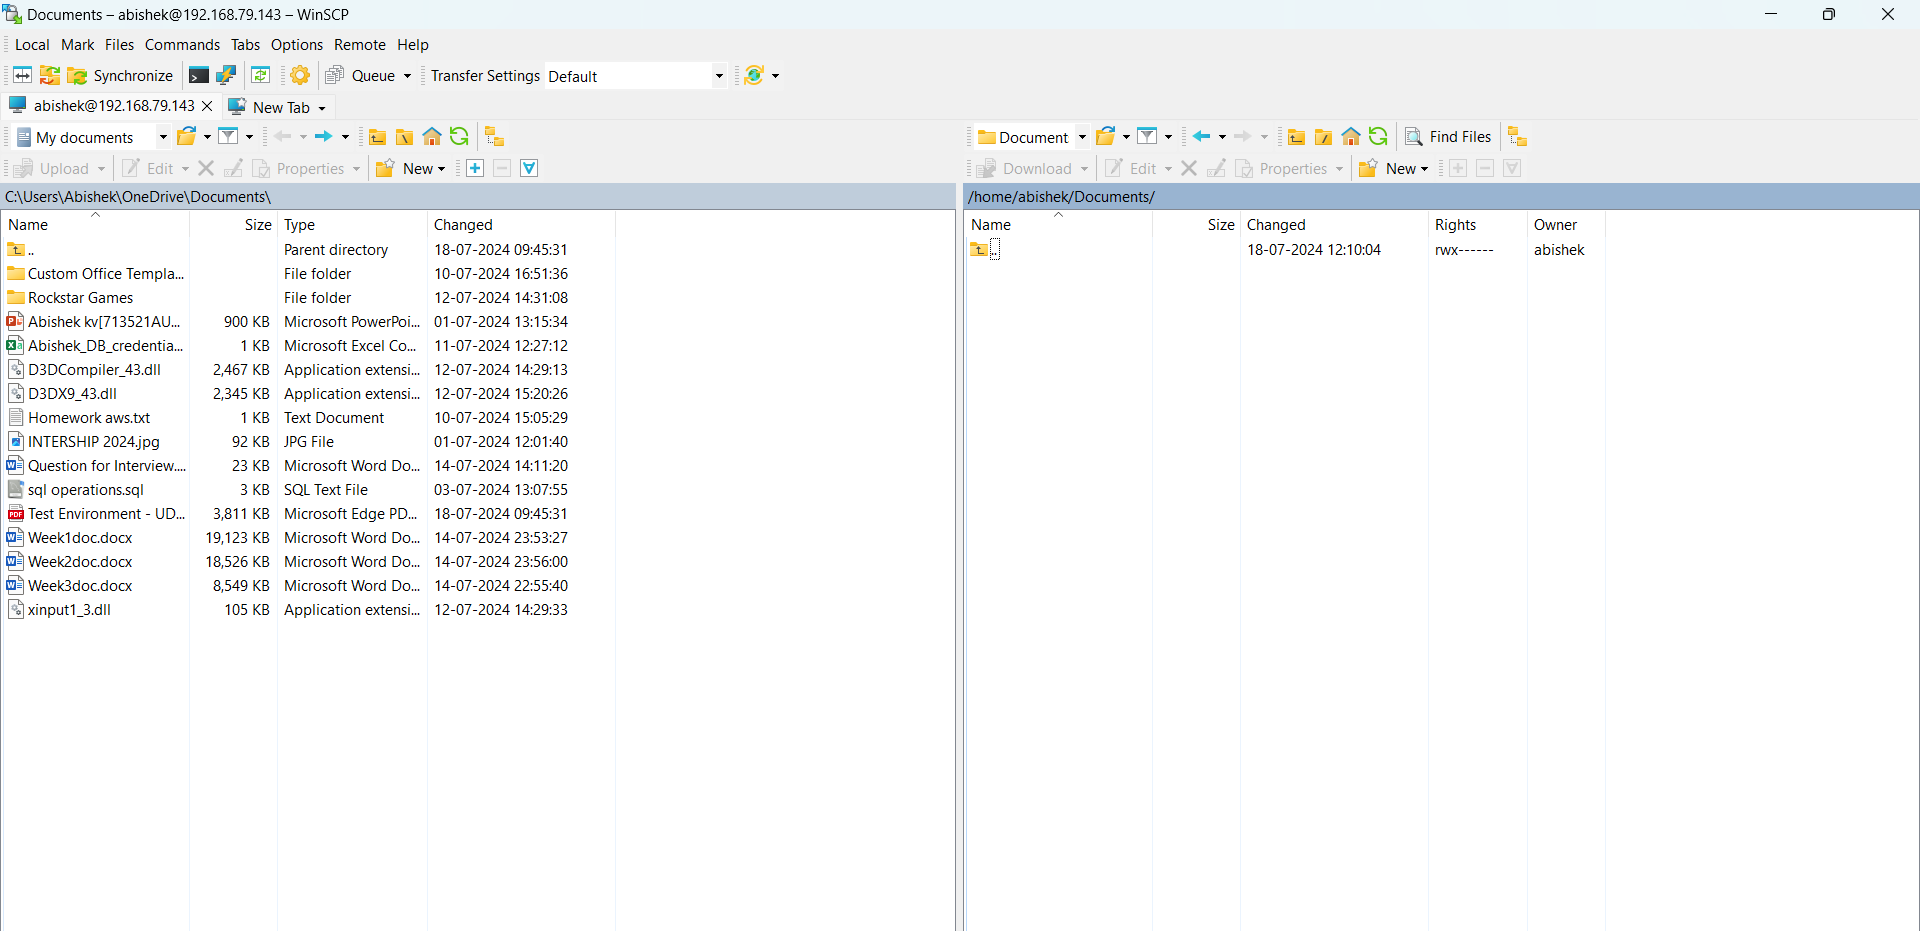 Documents – abishek@192.168.79.143 – WinSCP
Local Mark Files Commands Tabs Options Remote Help
Synchronize Queue Transfer Settings Default
abishek@192.168.79.143 New Tab
My documents
Upload Edit Properties New
C:\Users\Abishek\OneDrive\Documents\
Name Size Type Changed
.. Parent directory 18-07-2024 09:45:31
Custom Office Templa... File folder 10-07-2024 16:51:36
Rockstar Games File folder 12-07-2024 14:31:08
Abishek kv[713521AU... 900 KB Microsoft PowerPoi... 01-07-2024 13:15:34
Abishek_DB_credentia... 1 KB Microsoft Excel Co... 11-07-2024 12:27:12
D3DCompiler_43.dll 2,467 KB Application extensi... 12-07-2024 14:29:13
D3DX9_43.dll 2,345 KB Application extensi... 12-07-2024 15:20:26
Homework aws.txt 1 KB Text Document 10-07-2024 15:05:29
INTERSHIP 2024.jpg 92 KB JPG File 01-07-2024 12:01:40
Question for Interview.... 23 KB Microsoft Word Do... 14-07-2024 14:11:20
sql operations.sql 3 KB SQL Text File 03-07-2024 13:07:55
Test Environment - UD... 3,811 KB Microsoft Edge PD... 18-07-2024 09:45:31
Week1doc.docx 19,123 KB Microsoft Word Do... 14-07-2024 23:53:27
Week2doc.docx 18,526 KB Microsoft Word Do... 14-07-2024 23:56:00
Week3doc.docx 8,549 KB Microsoft Word Do... 14-07-2024 22:55:40
xinput1_3.dll 105 KB Application extensi... 12-07-2024 14:29:33
Document Find Files
Download Edit Properties New
/home/abishek/Documents/
Name Size Changed Rights Owner
.. 18-07-2024 12:10:04 rwx------ abishek